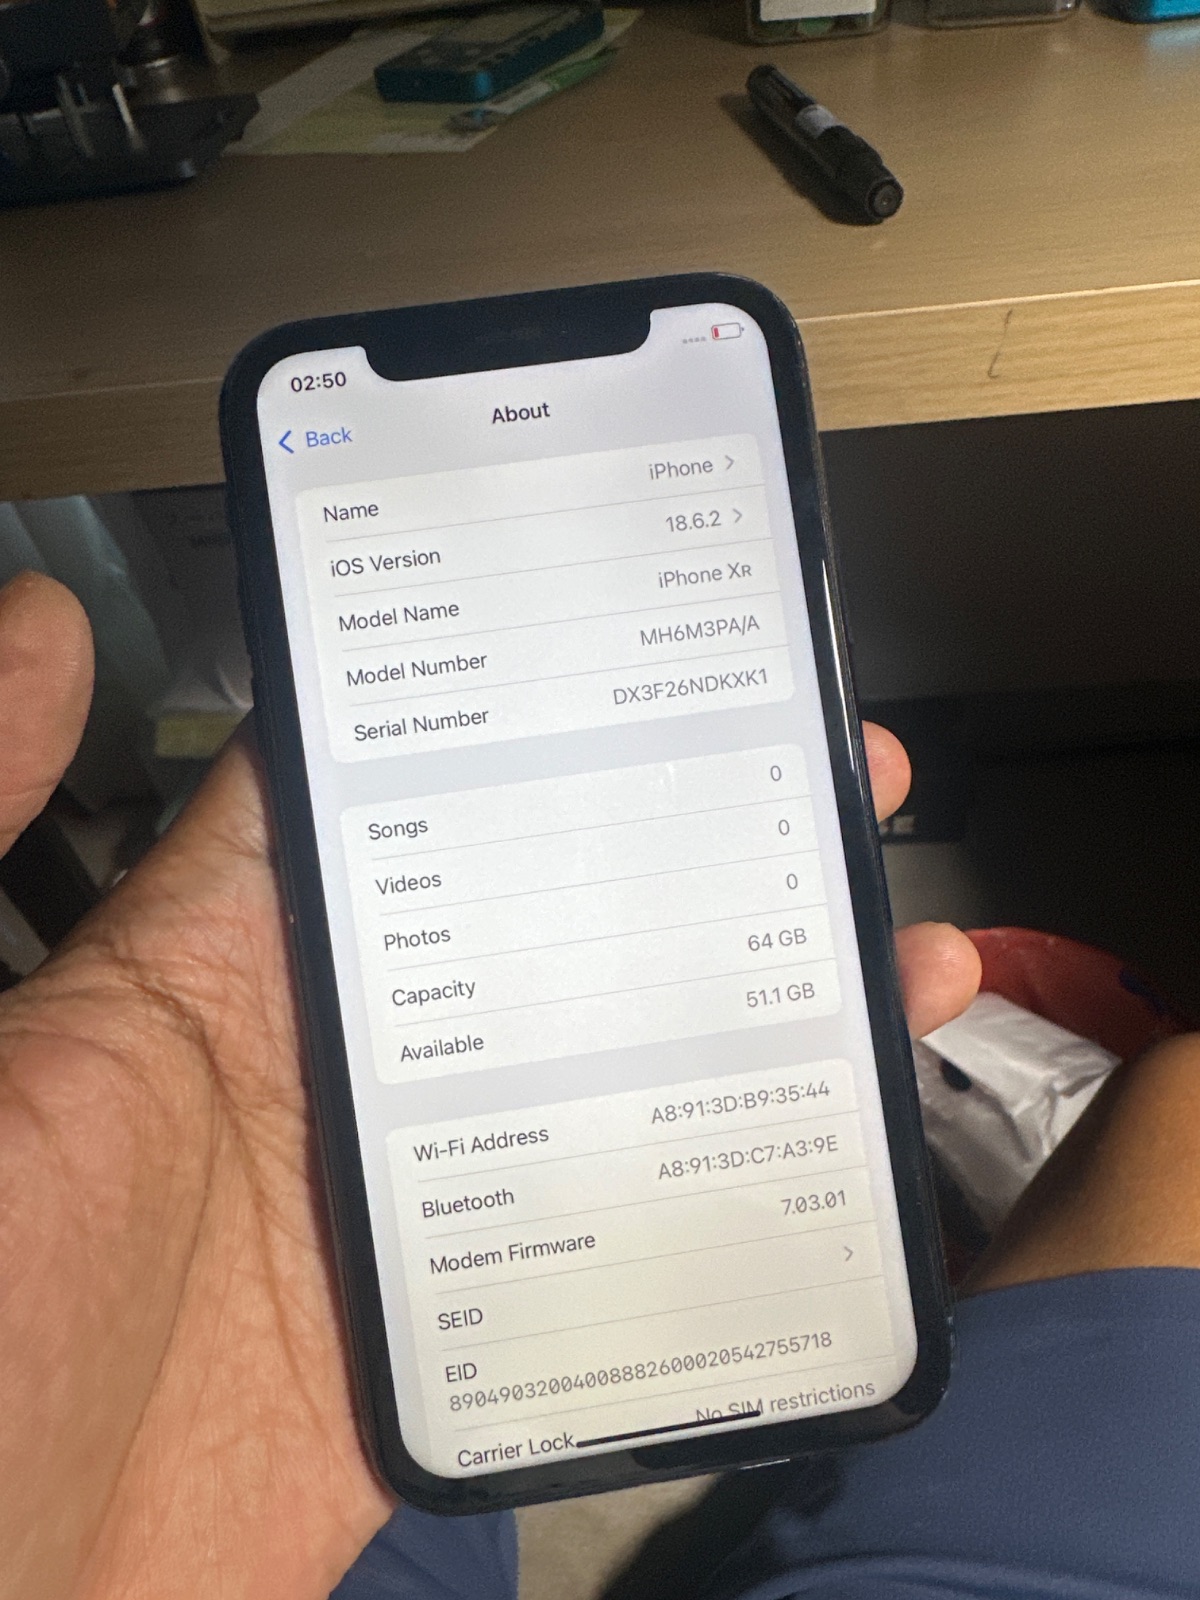 02:50
Back
About
Name iPhone
iOS Version 18.6.2
Model Name iPhone XR
Model Number MH6M3PA/A
Serial Number DX3F26NDKXK1
Songs 0
Videos 0
Photos 0
Capacity 64 GB
Available 51.1 GB
Wi-Fi Address A8:91:3D:B9:35:44
Bluetooth A8:91:3D:C7:A3:9E
Modem Firmware 7.03.01
SEID
EID
89049032004008882600020542755718
Carrier Lock No SIM restrictions